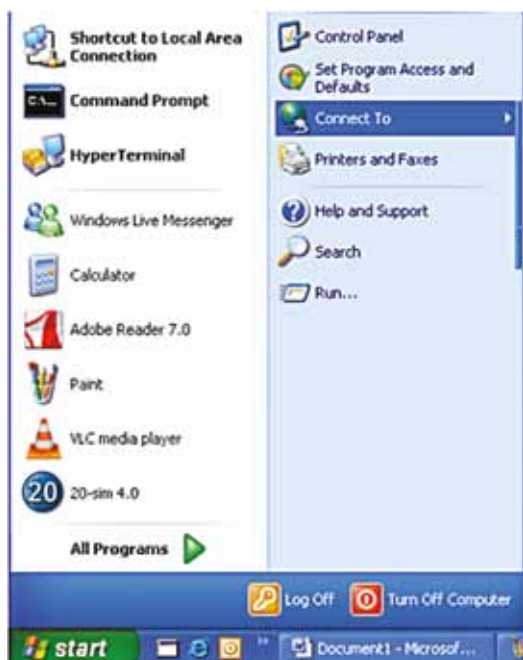 Shortcut to Local Area
Connection
Command Prompt
HyperTerminal
Windows Live Messenger
Calculator
Adobe Reader 7.0
Paint
VLC media player
20
20-sim 4.0
All Programs
Control Panel
Set Program Access and
Defaults
Connect To
Printers and Faxes
Help and Support
Search
Run...
Log Off
Turn Off Computer
start
Document1 - Microsof...